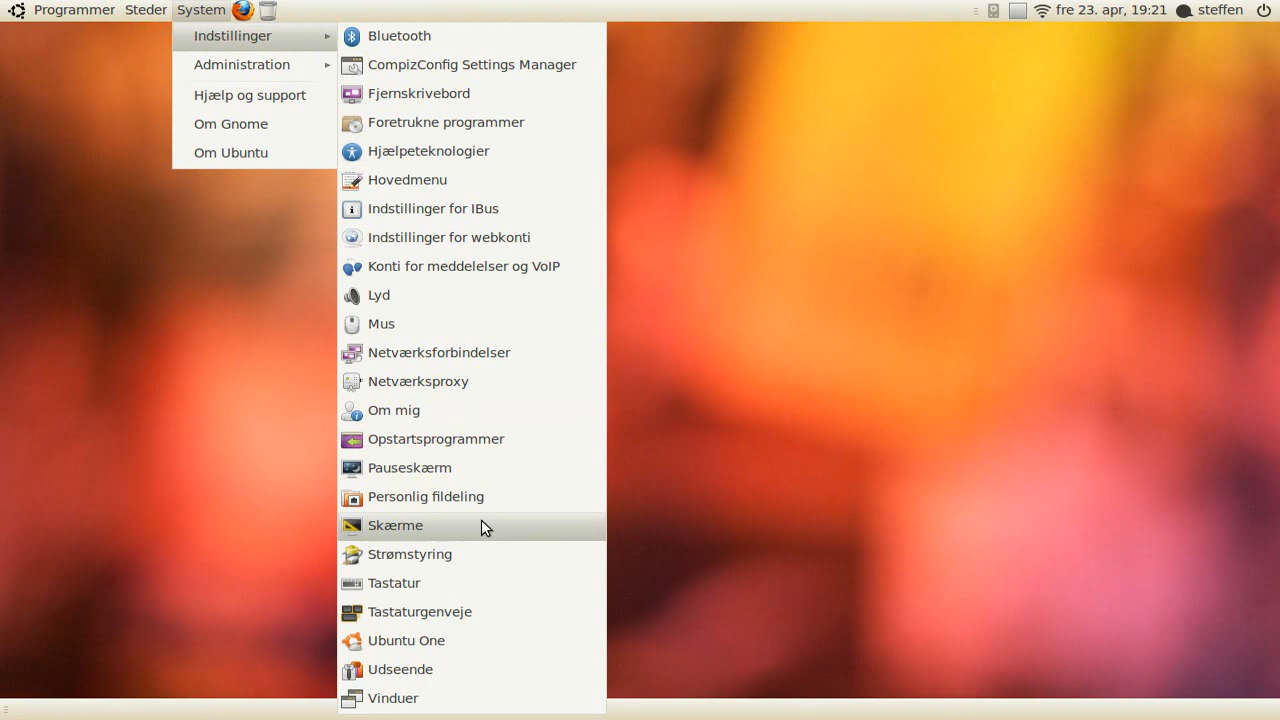 Programmer Steder System fre 23. apr, 19:21 steffen
Indstillinger
Administration
Hjælp og support
Om Gnome
Om Ubuntu
Bluetooth
CompizConfig Settings Manager
Fjernskrivebord
Foretrukne programmer
Hjælpeteknologier
Hovedmenu
Indstillinger for IBus
Indstillinger for webkonti
Konti for meddelelser og VoIP
Lyd
Mus
Netværksforbindelser
Netværksproxy
Om mig
Opstartsprogrammer
Pauseskærm
Personlig fildeling
Skærme
Strømstyring
Tastatur
Tastaturgenveje
Ubuntu One
Udseende
Vinduer